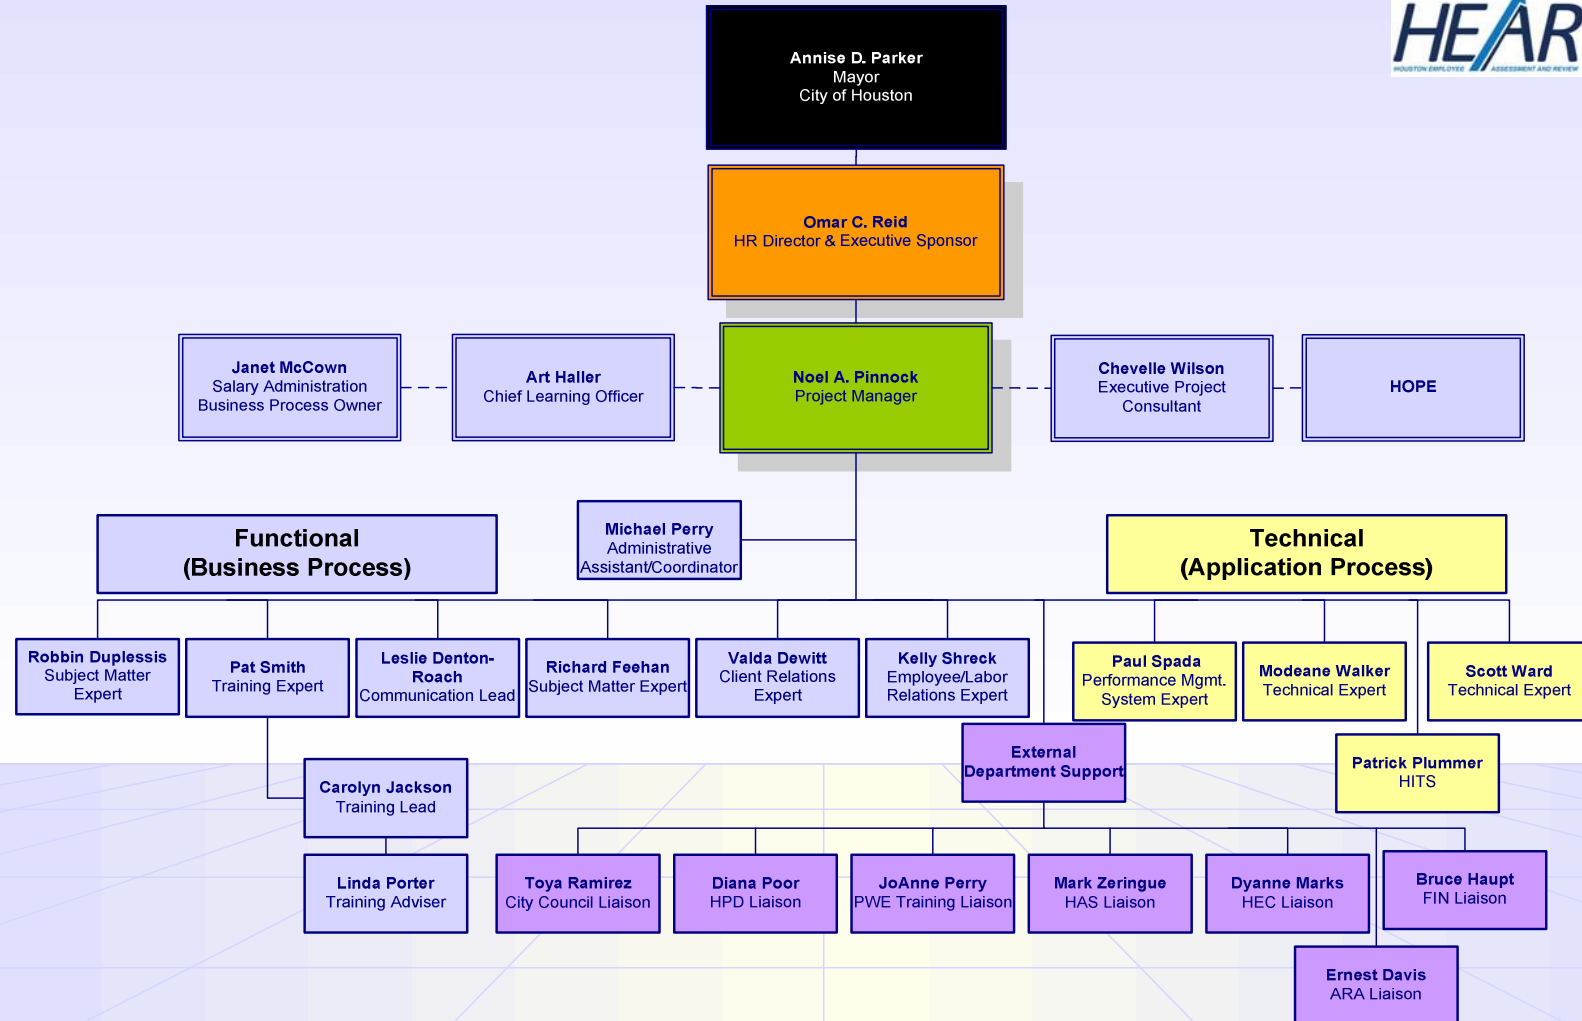 HEAR
HOUSTON EMPLOYEE ASSESSMENT AND REVIEW
Annise D. Parker
Mayor
City of Houston
Omar C. Reid
HR Director & Executive Sponsor
Janet McCown
Salary Administration
Business Process Owner
Art Haller
Chief Learning Officer
Noel A. Pinnock
Project Manager
Chevelle Wilson
Executive Project
Consultant
HOPE
Functional
(Business Process)
Michael Perry
Administrative
Assistant/Coordinator
Technical
(Application Process)
Robbin Duplessis
Subject Matter
Expert
Pat Smith
Training Expert
Leslie Denton-
Roach
Communication Lead
Richard Feehan
Subject Matter Expert
Valda Dewitt
Client Relations
Expert
Kelly Shreck
Employee/Labor
Relations Expert
Paul Spada
Performance Mgmt.
System Expert
Modeane Walker
Technical Expert
Scott Ward
Technical Expert
External
Department Support
Patrick Plummer
HITS
Carolyn Jackson
Training Lead
Linda Porter
Training Adviser
Toya Ramirez
City Council Liaison
Diana Poor
HPD Liaison
JoAnne Perry
PWE Training Liaison
Mark Zeringue
HAS Liaison
Dyanne Marks
HEC Liaison
Bruce Haupt
FIN Liaison
Ernest Davis
ARA Liaison